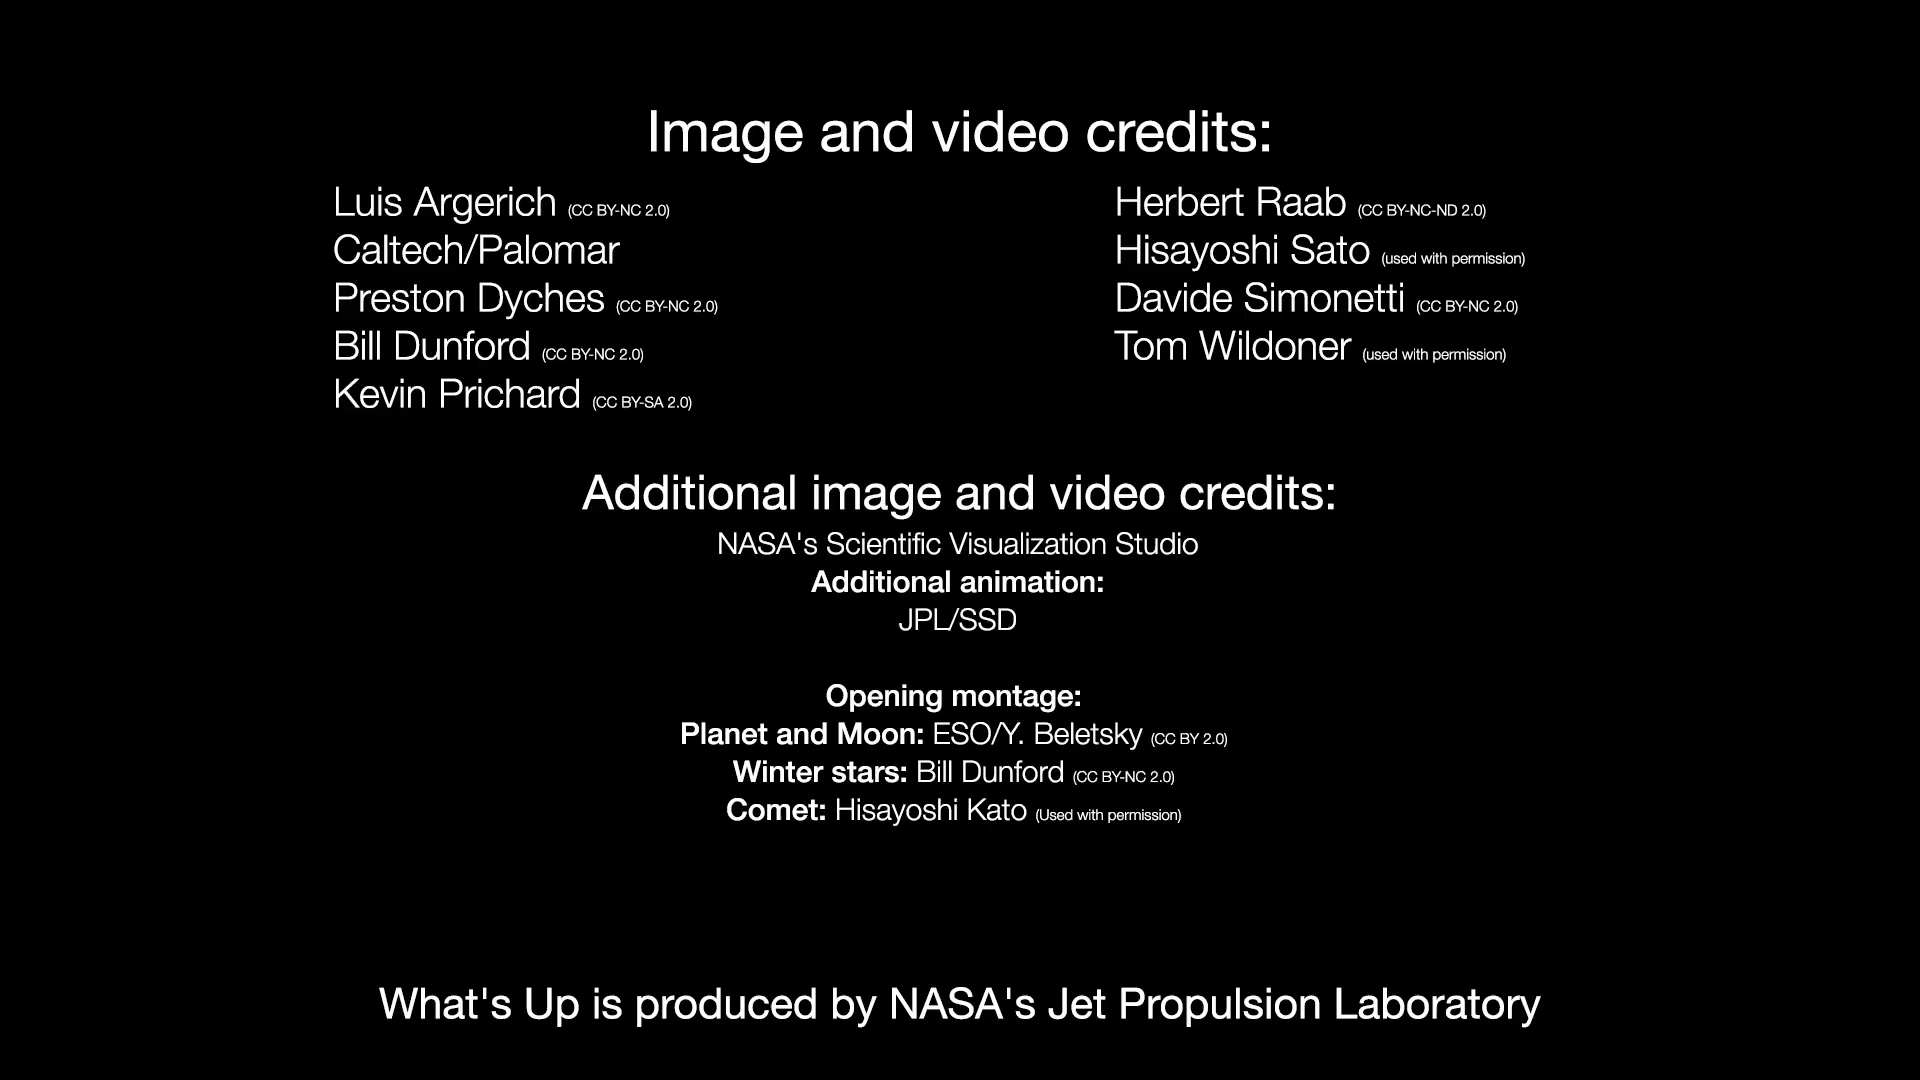 Image and video credits:
Luis Argerich (CC BY-NC 2.0)
Caltech/Palomar
Preston Dyches (CC BY-NC 2.0)
Bill Dunford (CC BY-NC 2.0)
Kevin Prichard (CC BY-SA 2.0)
Herbert Raab (CC BY-NC-ND 2.0)
Hisayoshi Sato (used with permission)
Davide Simonetti (CC BY-NC 2.0)
Tom Wildoner (used with permission)
Additional image and video credits:
NASA's Scientific Visualization Studio
Additional animation:
JPL/SSD
Opening montage:
Planet and Moon: ESO/Y. Beletsky (CC BY 2.0)
Winter stars: Bill Dunford (CC BY-NC 2.0)
Comet: Hisayoshi Kato (Used with permission)
What's Up is produced by NASA's Jet Propulsion Laboratory